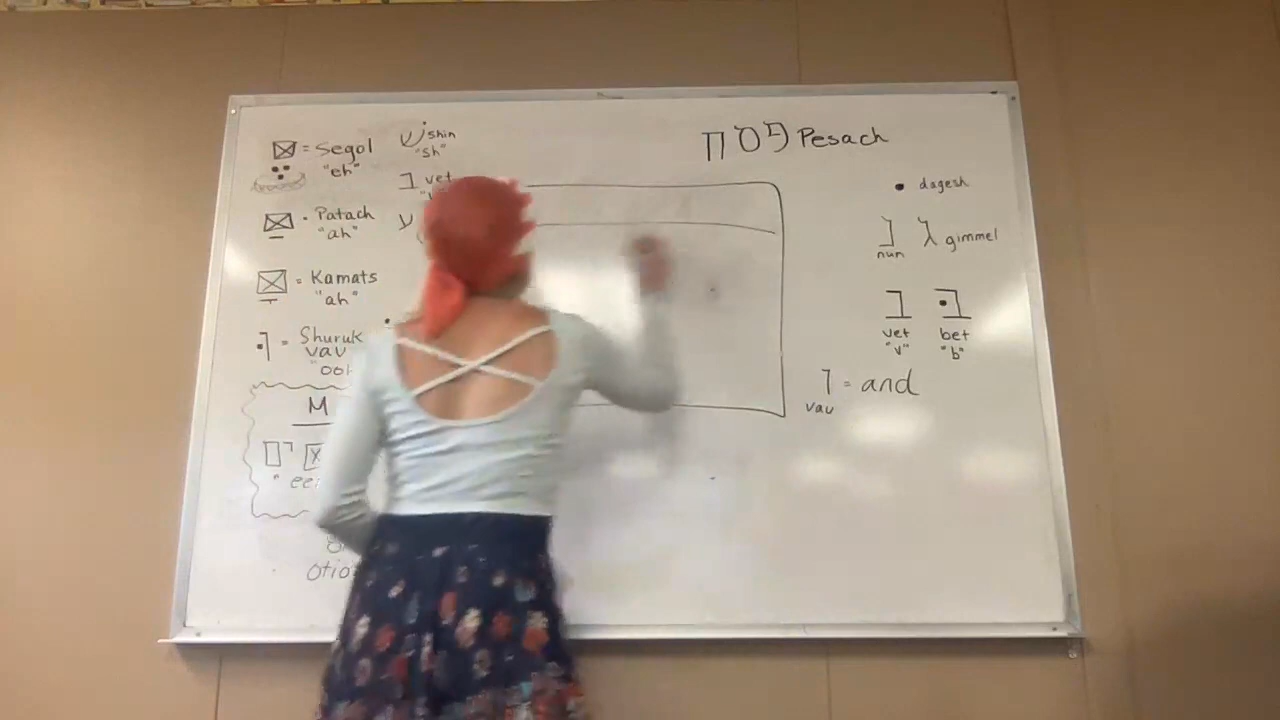 = Segol
"eh"
Patach
"ah"
= Kamats
"ah"
וּ = Shuruk
vav
M
שׁ shin
"sh"
ב vet
פסח Pesach
dagesh
נ
nun
ג gimmel
ב בּ
vet bet
"v" "b"
ו = and
vav